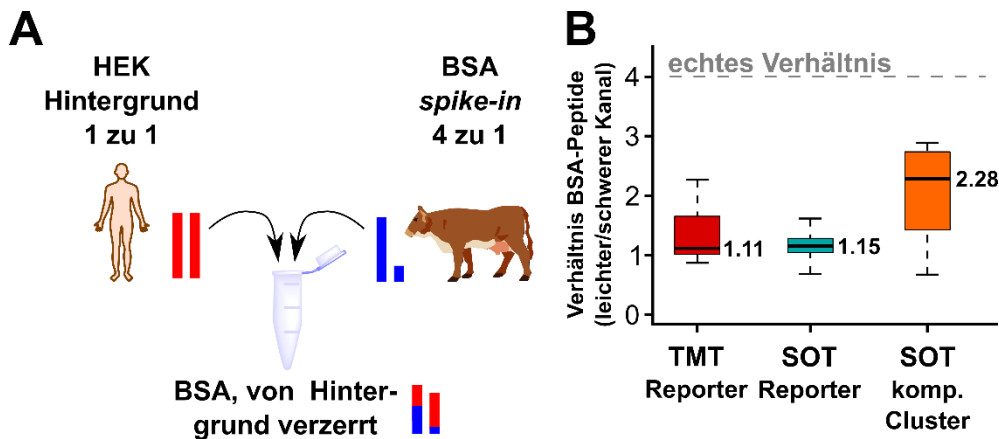 A
HEK
Hintergrund
1 zu 1
BSA
spike-in
4 zu 1
BSA, von Hinter-
grund verzerrt
B
Verhältnis BSA-Peptide
(leichter/schwerer Kanal)
echtes Verhältnis
4
3
2
1
0
1.11
1.15
2.28
TMT
Reporter
SOT
Reporter
SOT
komp.
Cluster